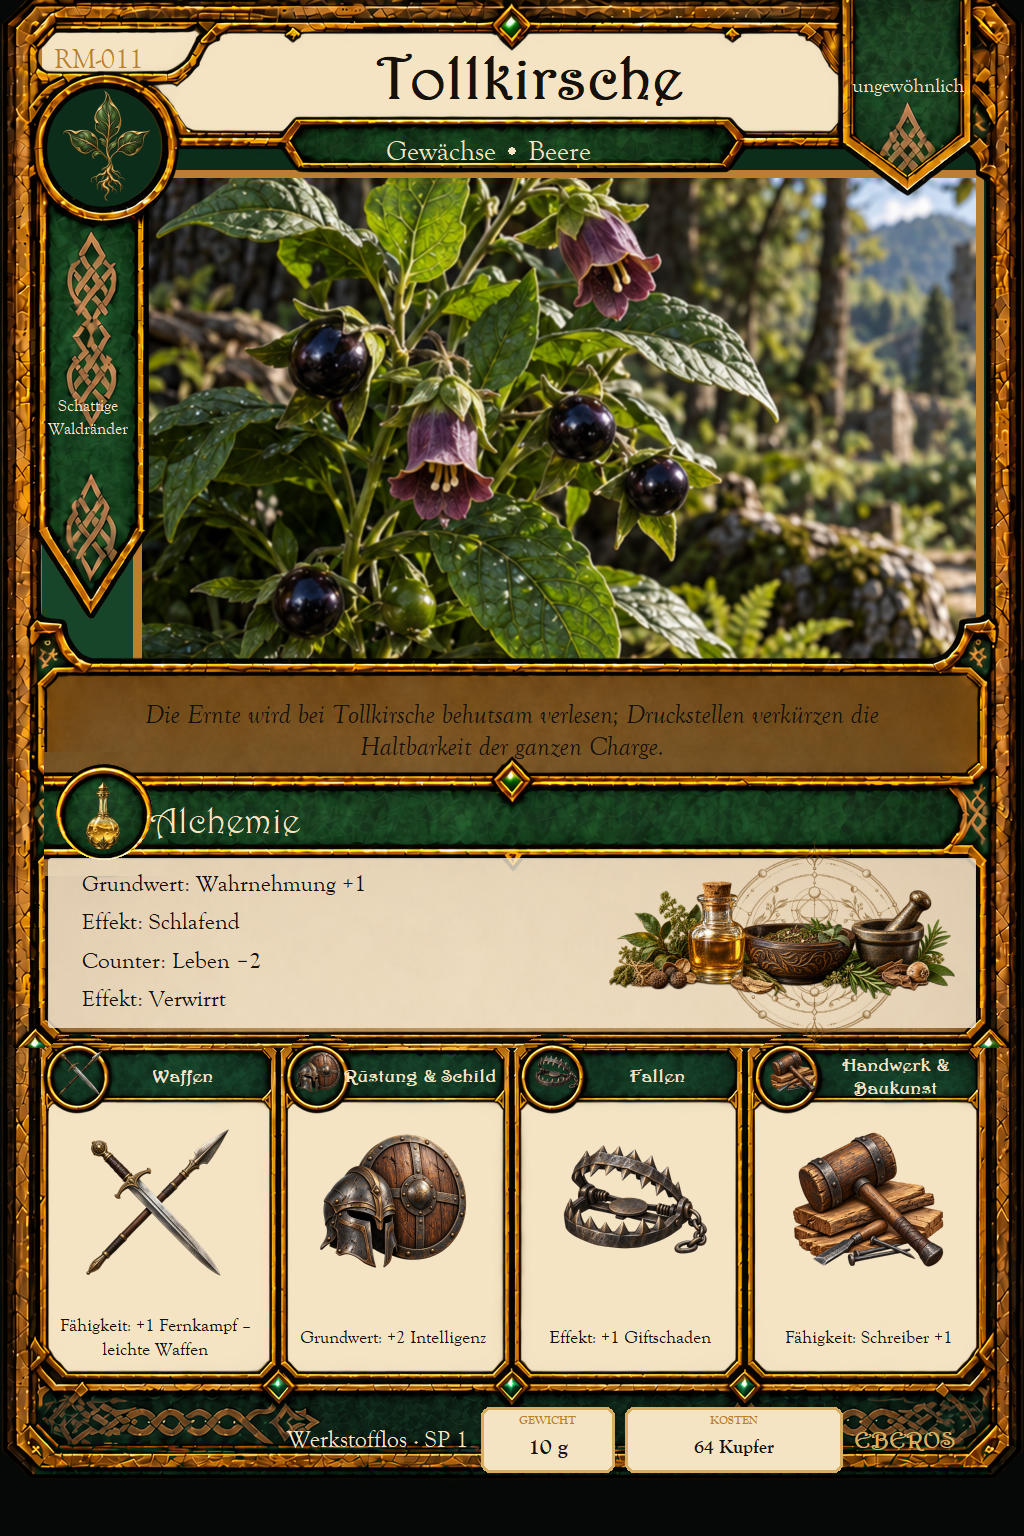 RM-011
Tollkirsche
ungewöhnlich
Gewächse • Beere
Schattige
Waldränder
Die Ernte wird bei Tollkirsche behutsam verlesen; Druckstellen verkürzen die
Haltbarkeit der ganzen Charge.
Alchemie
Grundwert: Wahrnehmung +1
Effekt: Schlafend
Counter: Leben −2
Effekt: Verwirrt
Waffen
Rüstung & Schild
Fallen
Handwerk &
Baukunst
Fähigkeit: +1 Fernkampf –
leichte Waffen
Grundwert: +2 Intelligenz
Effekt: +1 Giftschaden
Fähigkeit: Schreiber +1
Werkstofflos · SP 1
GEWICHT
10 g
KOSTEN
64 Kupfer
EBEROS